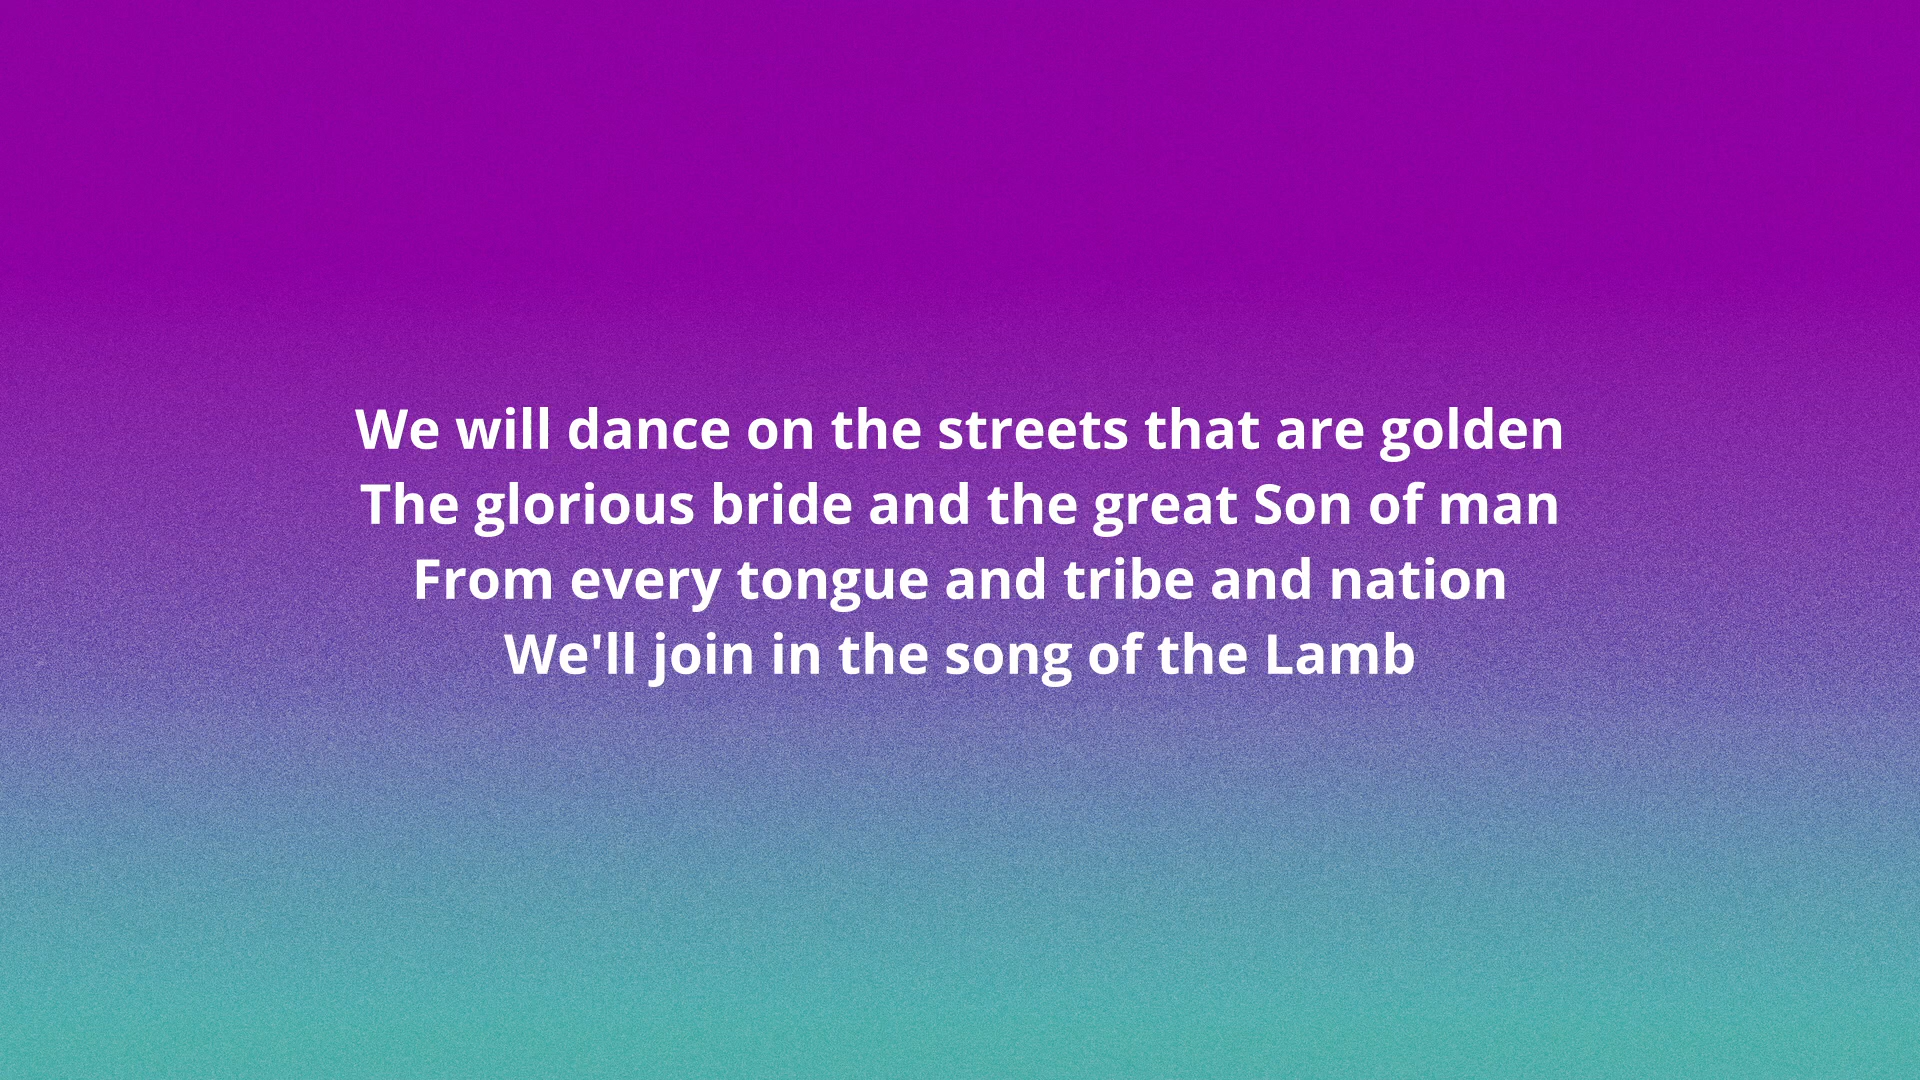 We will dance on the streets that are golden
The glorious bride and the great Son of man
From every tongue and tribe and nation
We'll join in the song of the Lamb